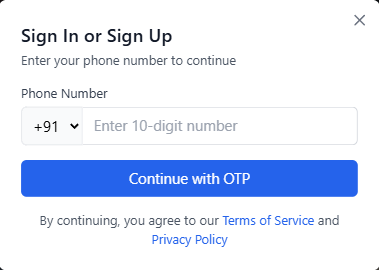 Sign In or Sign Up
Enter your phone number to continue
Phone Number
+91 Enter 10-digit number
Continue with OTP
By continuing, you agree to our Terms of Service and
Privacy Policy